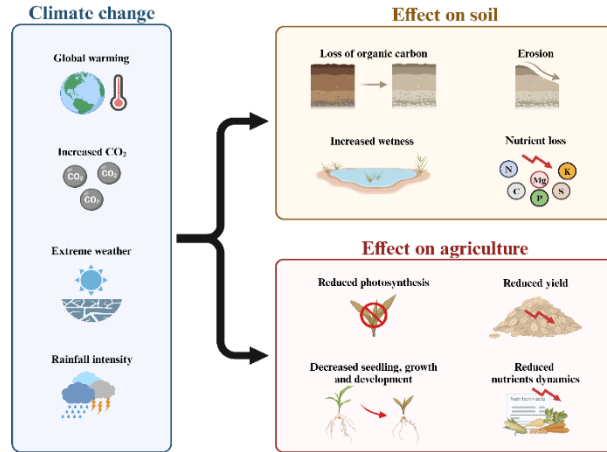 Climate change
Global warming
Increased CO₂
CO₂
CO₂
CO₂
Extreme weather
Rainfall intensity
Effect on soil
Loss of organic carbon
Erosion
Increased wetness
Nutrient loss
N
K
Mg
C
S
P
Effect on agriculture
Reduced photosynthesis
Reduced yield
Decreased seedling, growth
and development
Reduced
nutrients dynamics
Nutrition Facts